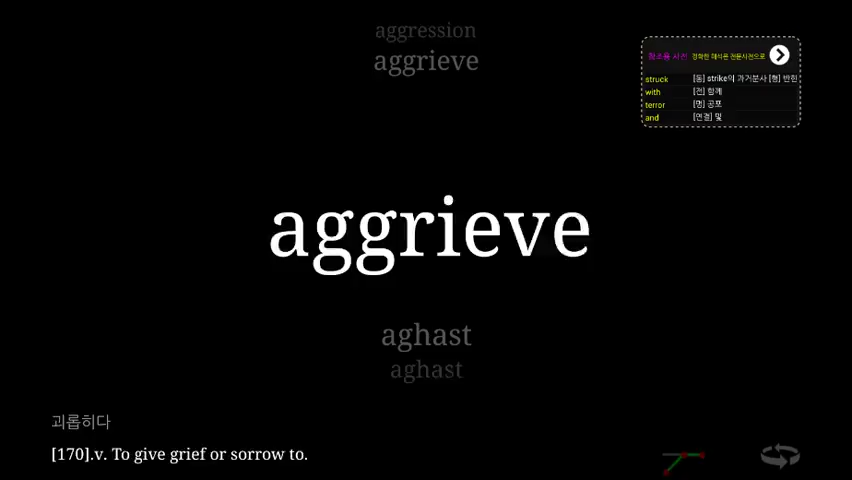 aggression
aggrieve
참조용 사전 정확한 해석은 전문사전으로
struck [동] strike의 과거분사 [형] 반한
with [전] 함께
terror [명] 공포
and [연결] 및
aggrieve
aghast
aghast
괴롭히다
[170].v. To give grief or sorrow to.